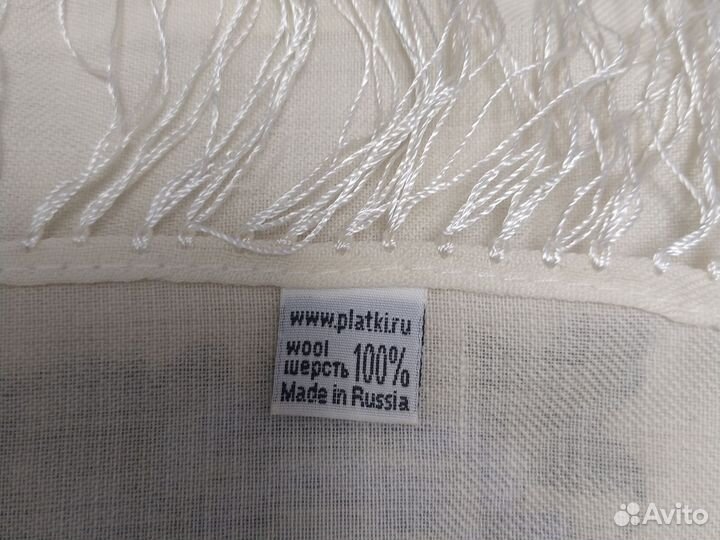 www.platki.ru
wool
шерсть 100%
Made in Russia
Avito